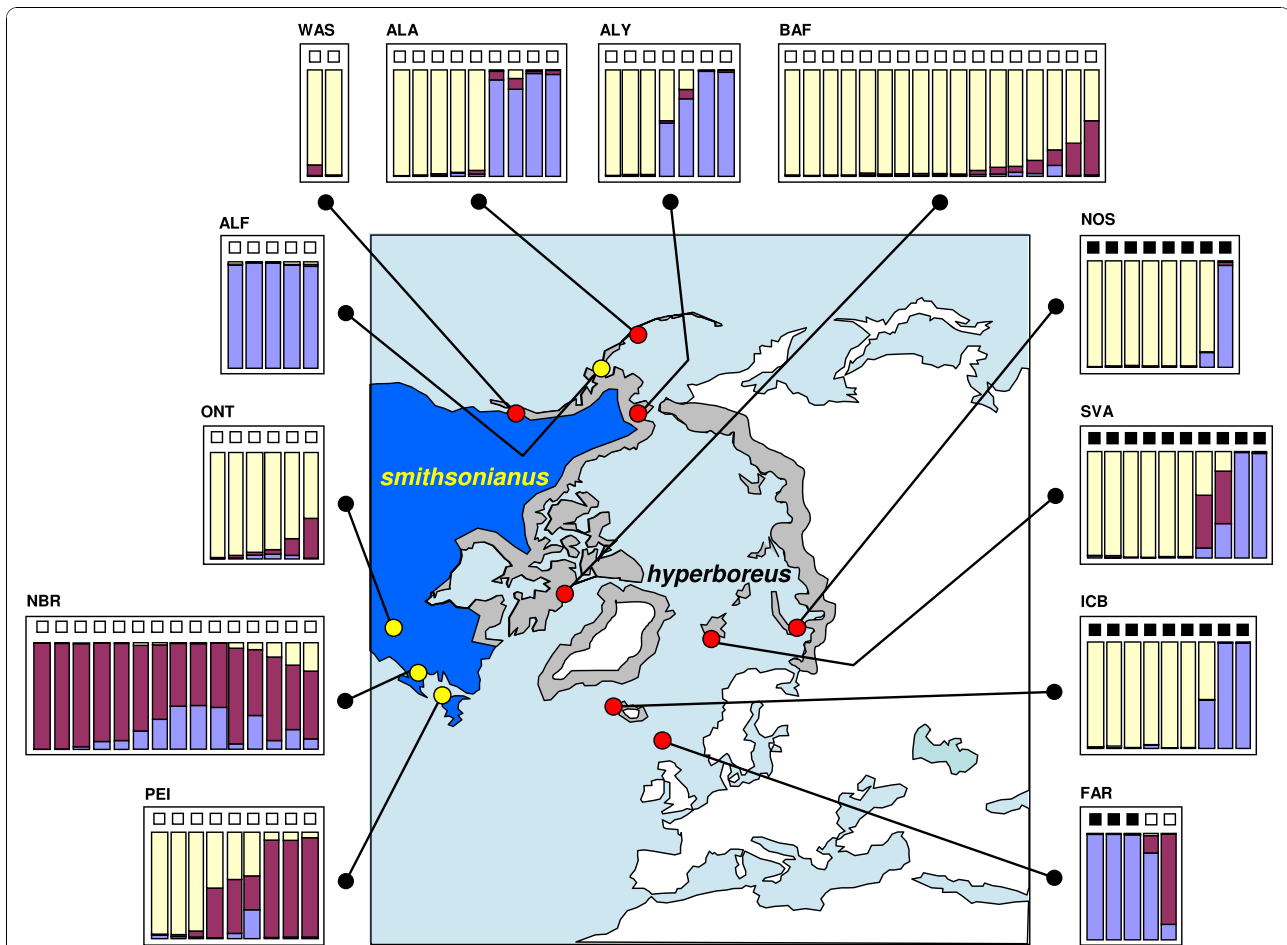 WAS
ALA
ALY
BAF
ALF
NOS
ONT
SVA
smithsonianus
hyperboreus
NBR
ICB
PEI
FAR